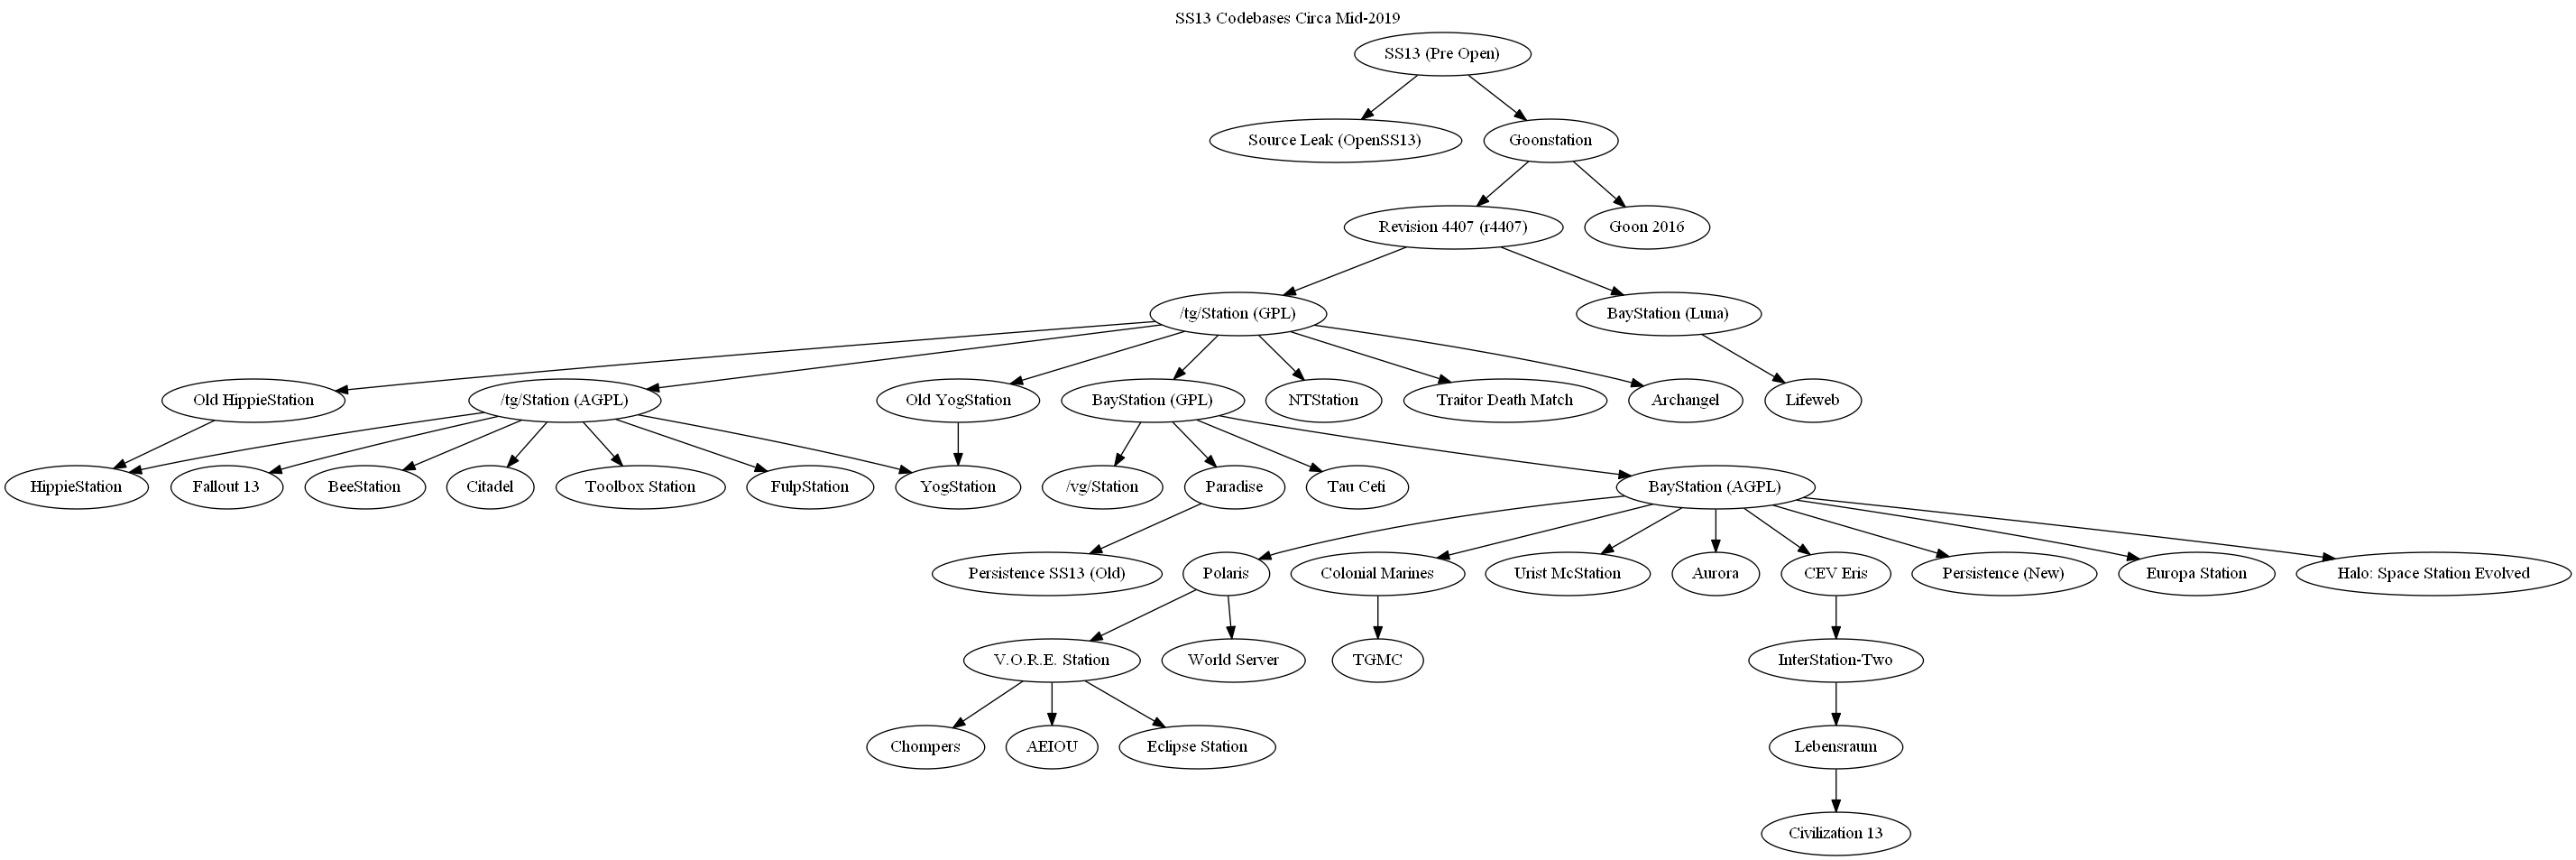 SS13 Codebases Circa Mid-2019
SS13 (Pre Open)
Source Leak (OpenSS13)
Goonstation
Revision 4407 (r4407)
Goon 2016
/tg/Station (GPL)
BayStation (Luna)
Old HippieStation
/tg/Station (AGPL)
Old YogStation
BayStation (GPL)
NTStation
Traitor Death Match
Archangel
Lifeweb
HippieStation
Fallout 13
BeeStation
Citadel
Toolbox Station
FulpStation
YogStation
/vg/Station
Paradise
Tau Ceti
BayStation (AGPL)
Persistence SS13 (Old)
Polaris
Colonial Marines
Urist McStation
Aurora
CEV Eris
Persistence (New)
Europa Station
Halo: Space Station Evolved
V.O.R.E. Station
World Server
TGMC
InterStation-Two
Chompers
AEIOU
Eclipse Station
Lebensraum
Civilization 13